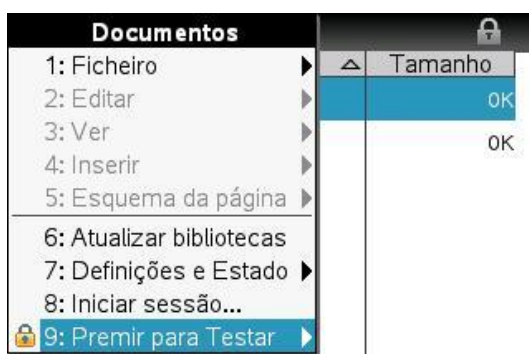 Documentos
1: Ficheiro
2: Editar
3: Ver
4: Inserir
5: Esquema da página
6: Atualizar bibliotecas
7: Definições e Estado
8: Iniciar sessão...
9: Premir para Testar
Tamanho
0K
0K